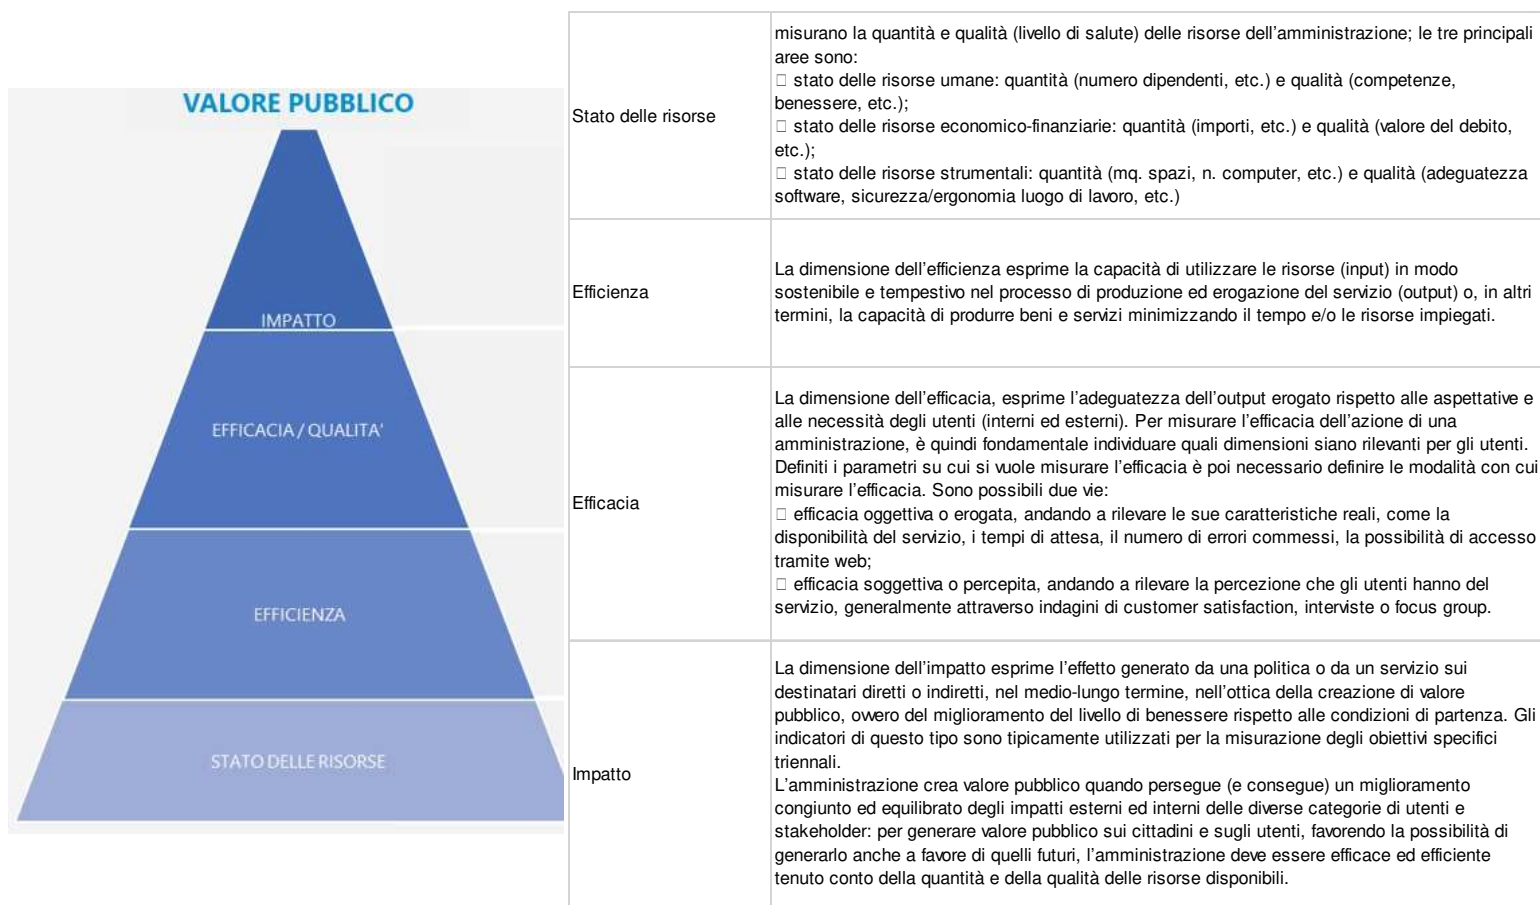 VALORE PUBBLICO
IMPATTO
EFFICACIA / QUALITA'
EFFICIENZA
STATO DELLE RISORSE
Stato delle risorse
misurano la quantità e qualità (livello di salute) delle risorse dell'amministrazione; le tre principali
aree sono:
□ stato delle risorse umane: quantità (numero dipendenti, etc.) e qualità (competenze,
benessere, etc.);
□ stato delle risorse economico-finanziarie: quantità (importi, etc.) e qualità (valore del debito,
etc.);
□ stato delle risorse strumentali: quantità (mq. spazi, n. computer, etc.) e qualità (adeguatezza
software, sicurezza/ergonomia luogo di lavoro, etc.)
Efficienza
La dimensione dell'efficienza esprime la capacità di utilizzare le risorse (input) in modo
sostenibile e tempestivo nel processo di produzione ed erogazione del servizio (output) o, in altri
termini, la capacità di produrre beni e servizi minimizzando il tempo e/o le risorse impiegati.
Efficacia
La dimensione dell'efficacia, esprime l'adeguatezza dell'output erogato rispetto alle aspettative e
alle necessità degli utenti (interni ed esterni). Per misurare l'efficacia dell'azione di una
amministrazione, è quindi fondamentale individuare quali dimensioni siano rilevanti per gli utenti.
Definiti i parametri su cui si vuole misurare l'efficacia è poi necessario definire le modalità con cui
misurare l'efficacia. Sono possibili due vie:
□ efficacia oggettiva o erogata, andando a rilevare le sue caratteristiche reali, come la
disponibilità del servizio, i tempi di attesa, il numero di errori commessi, la possibilità di accesso
tramite web;
□ efficacia soggettiva o percepita, andando a rilevare la percezione che gli utenti hanno del
servizio, generalmente attraverso indagini di customer satisfaction, interviste o focus group.
Impatto
La dimensione dell'impatto esprime l'effetto generato da una politica o da un servizio sui
destinatari diretti o indiretti, nel medio-lungo termine, nell'ottica della creazione di valore
pubblico, ovvero del miglioramento del livello di benessere rispetto alle condizioni di partenza. Gli
indicatori di questo tipo sono tipicamente utilizzati per la misurazione degli obiettivi specifici
triennali.
L'amministrazione crea valore pubblico quando persegue (e consegue) un miglioramento
congiunto ed equilibrato degli impatti esterni ed interni delle diverse categorie di utenti e
stakeholder: per generare valore pubblico sui cittadini e sugli utenti, favorendo la possibilità di
generarlo anche a favore di quelli futuri, l'amministrazione deve essere efficace ed efficiente
tenuto conto della quantità e della qualità delle risorse disponibili.